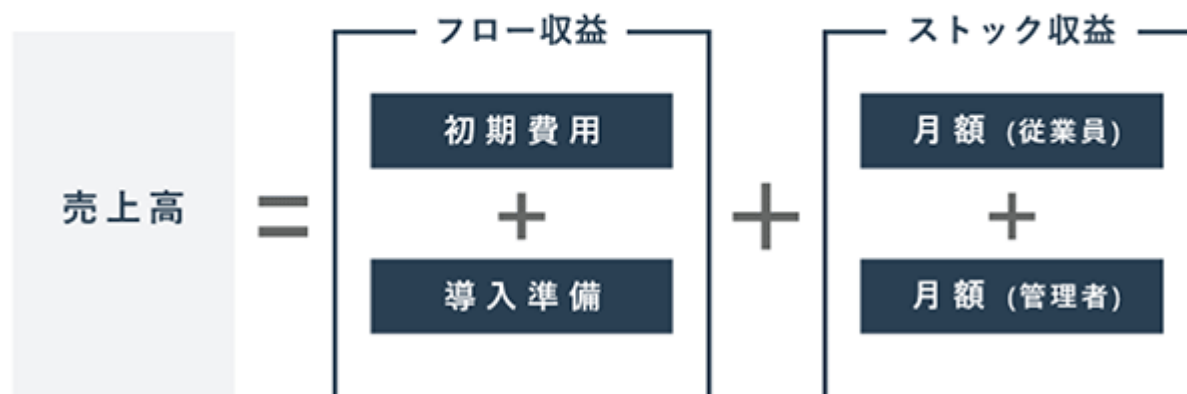 フロー収益
ストック収益
初期費用
月額 (従業員)
売上高
=
+
+
+
導入準備
月額 (管理者)